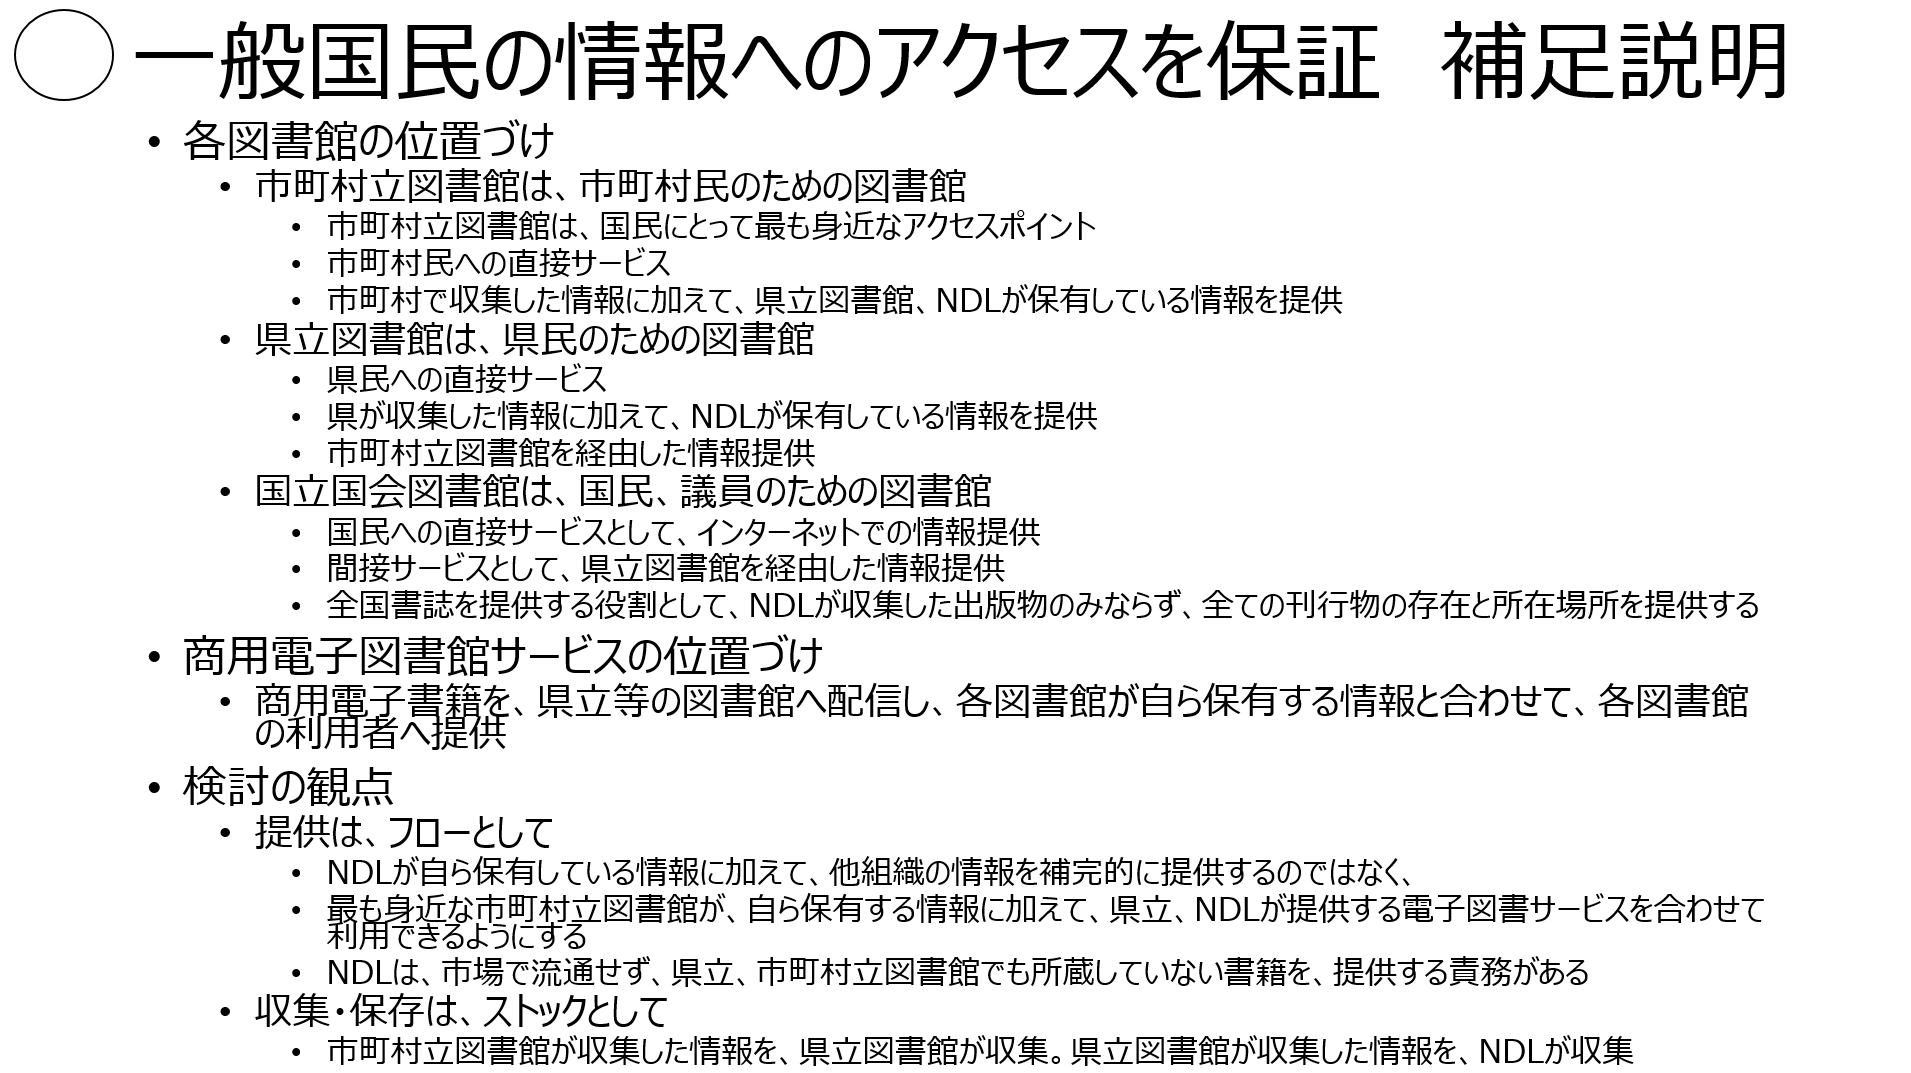 一般国民の情報へのアクセスを保証　補足説明
• 各図書館の位置づけ
• 市町村立図書館は、市町村民のための図書館
• 市町村立図書館は、国民にとって最も身近なアクセスポイント
• 市町村民への直接サービス
• 市町村で収集した情報に加えて、県立図書館、NDLが保有している情報を提供
• 県立図書館は、県民のための図書館
• 県民への直接サービス
• 県が収集した情報に加えて、NDLが保有している情報を提供
• 市町村立図書館を経由した情報提供
• 国立国会図書館は、国民、議員のための図書館
• 国民への直接サービスとして、インターネットでの情報提供
• 間接サービスとして、県立図書館を経由した情報提供
• 全国書誌を提供する役割として、NDLが収集した出版物のみならず、全ての刊行物の存在と所在場所を提供する
• 商用電子図書館サービスの位置づけ
• 商用電子書籍を、県立等の図書館へ配信し、各図書館が自ら保有する情報と合わせて、各図書館
の利用者へ提供
• 検討の観点
• 提供は、フローとして
• NDLが自ら保有している情報に加えて、他組織の情報を補完的に提供するのではなく、
• 最も身近な市町村立図書館が、自ら保有する情報に加えて、県立、NDLが提供する電子図書サービスを合わせて
利用できるようにする
• NDLは、市場で流通せず、県立、市町村立図書館でも所蔵していない書籍を、提供する責務がある
• 収集・保存は、ストックとして
• 市町村立図書館が収集した情報を、県立図書館が収集。県立図書館が収集した情報を、NDLが収集